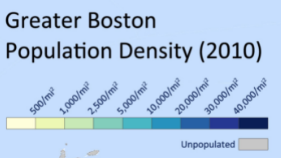 Greater Boston
Population Density (2010)
500/mi²
1,000/mi²
2,500/mi²
5,000/mi²
10,000/mi²
20,000/mi²
30,000/mi²
40,000/mi²
Unpopulated